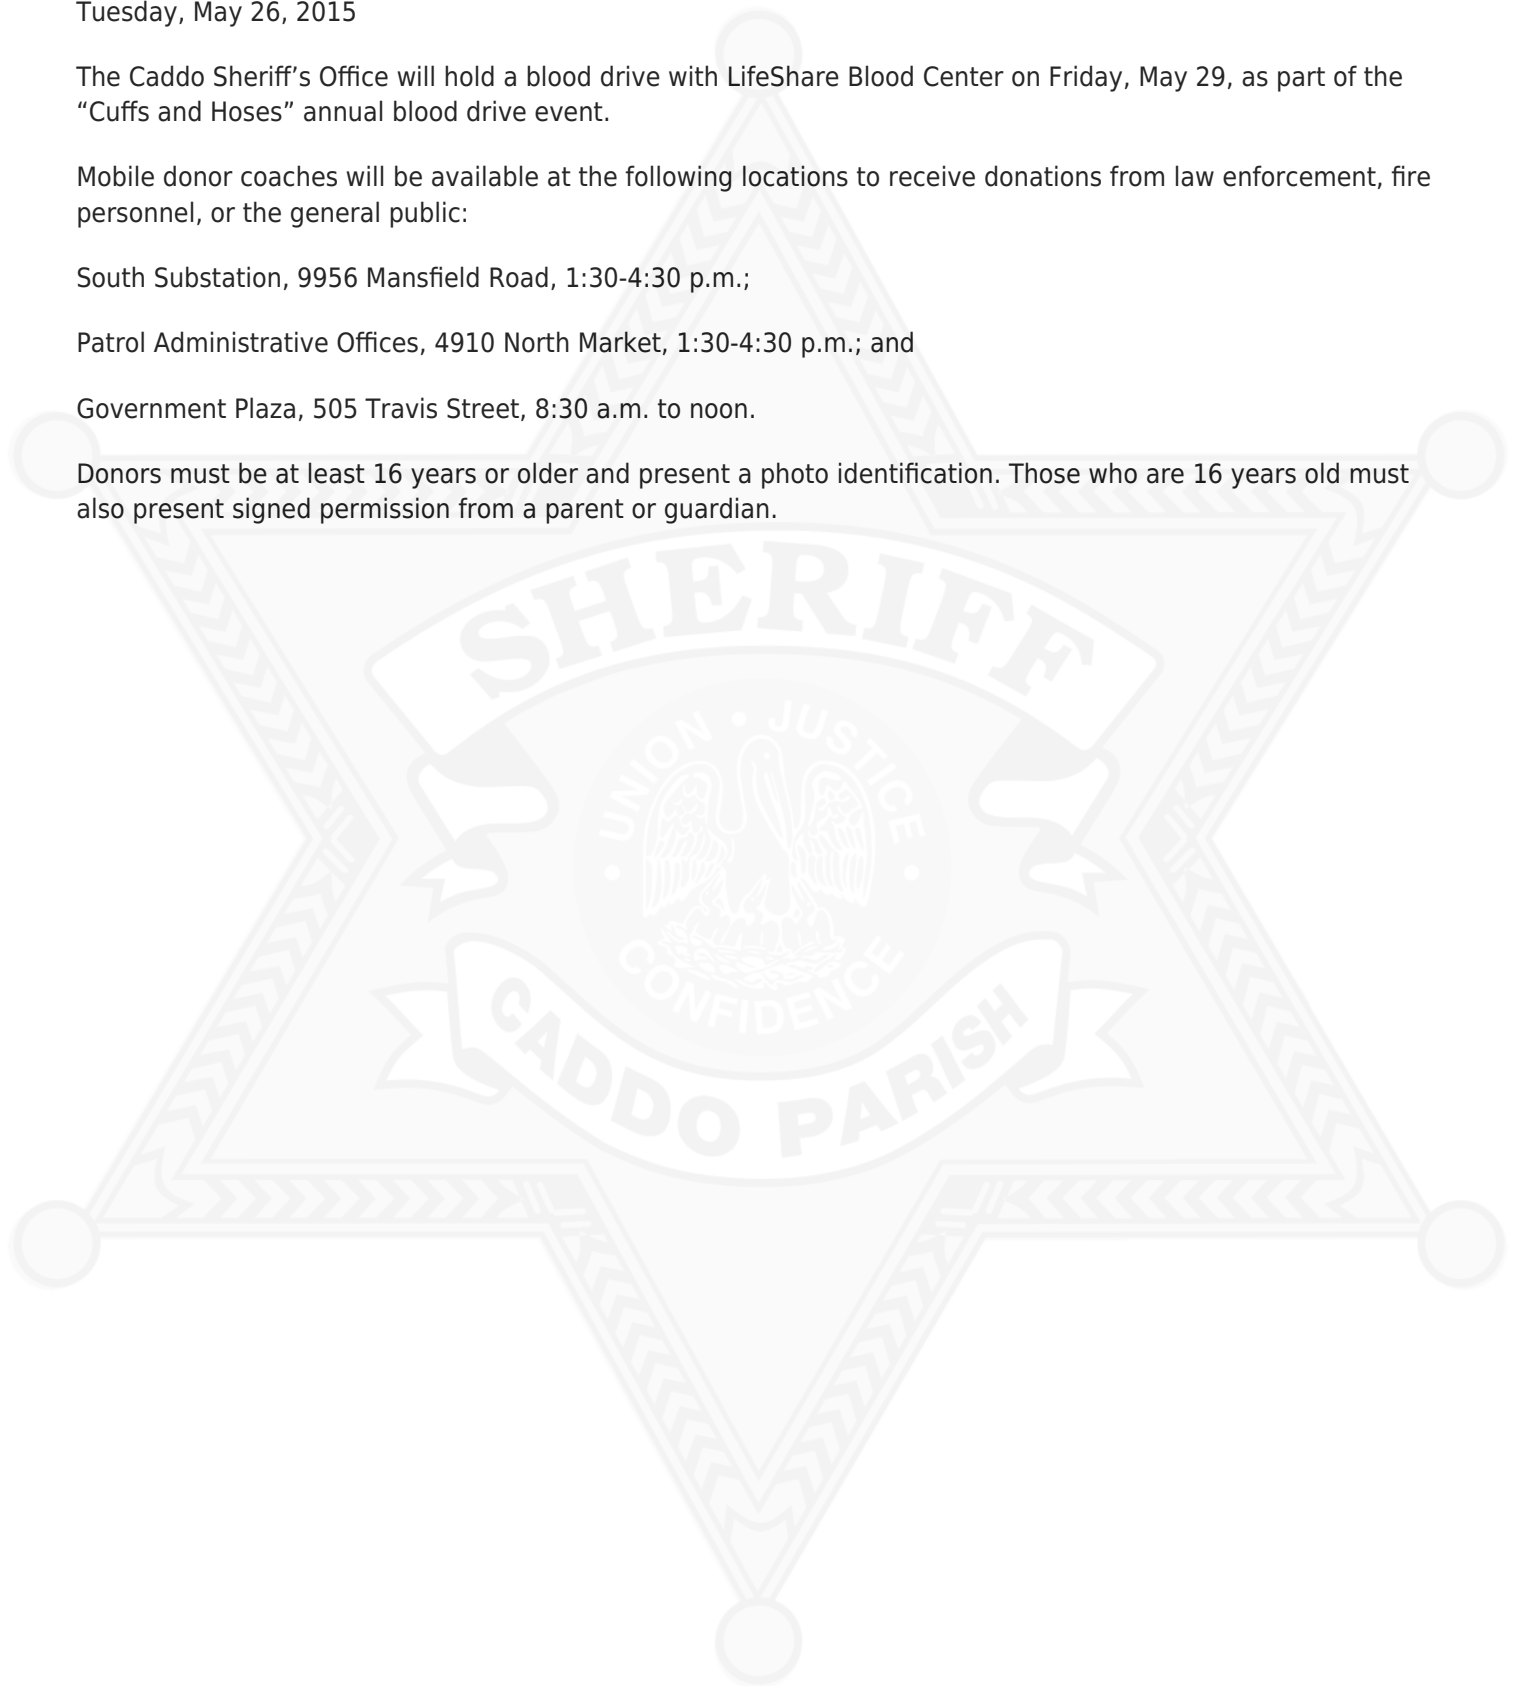 Tuesday, May 26, 2015
The Caddo Sheriff’s Office will hold a blood drive with LifeShare Blood Center on Friday, May 29, as part of the
“Cuffs and Hoses” annual blood drive event.
Mobile donor coaches will be available at the following locations to receive donations from law enforcement, fire
personnel, or the general public:
South Substation, 9956 Mansfield Road, 1:30-4:30 p.m.;
Patrol Administrative Offices, 4910 North Market, 1:30-4:30 p.m.; and
Government Plaza, 505 Travis Street, 8:30 a.m. to noon.
Donors must be at least 16 years or older and present a photo identification. Those who are 16 years old must
also present signed permission from a parent or guardian.
SHERIFF
UNION • JUSTICE •
• CONFIDENCE
CADDO PARISH